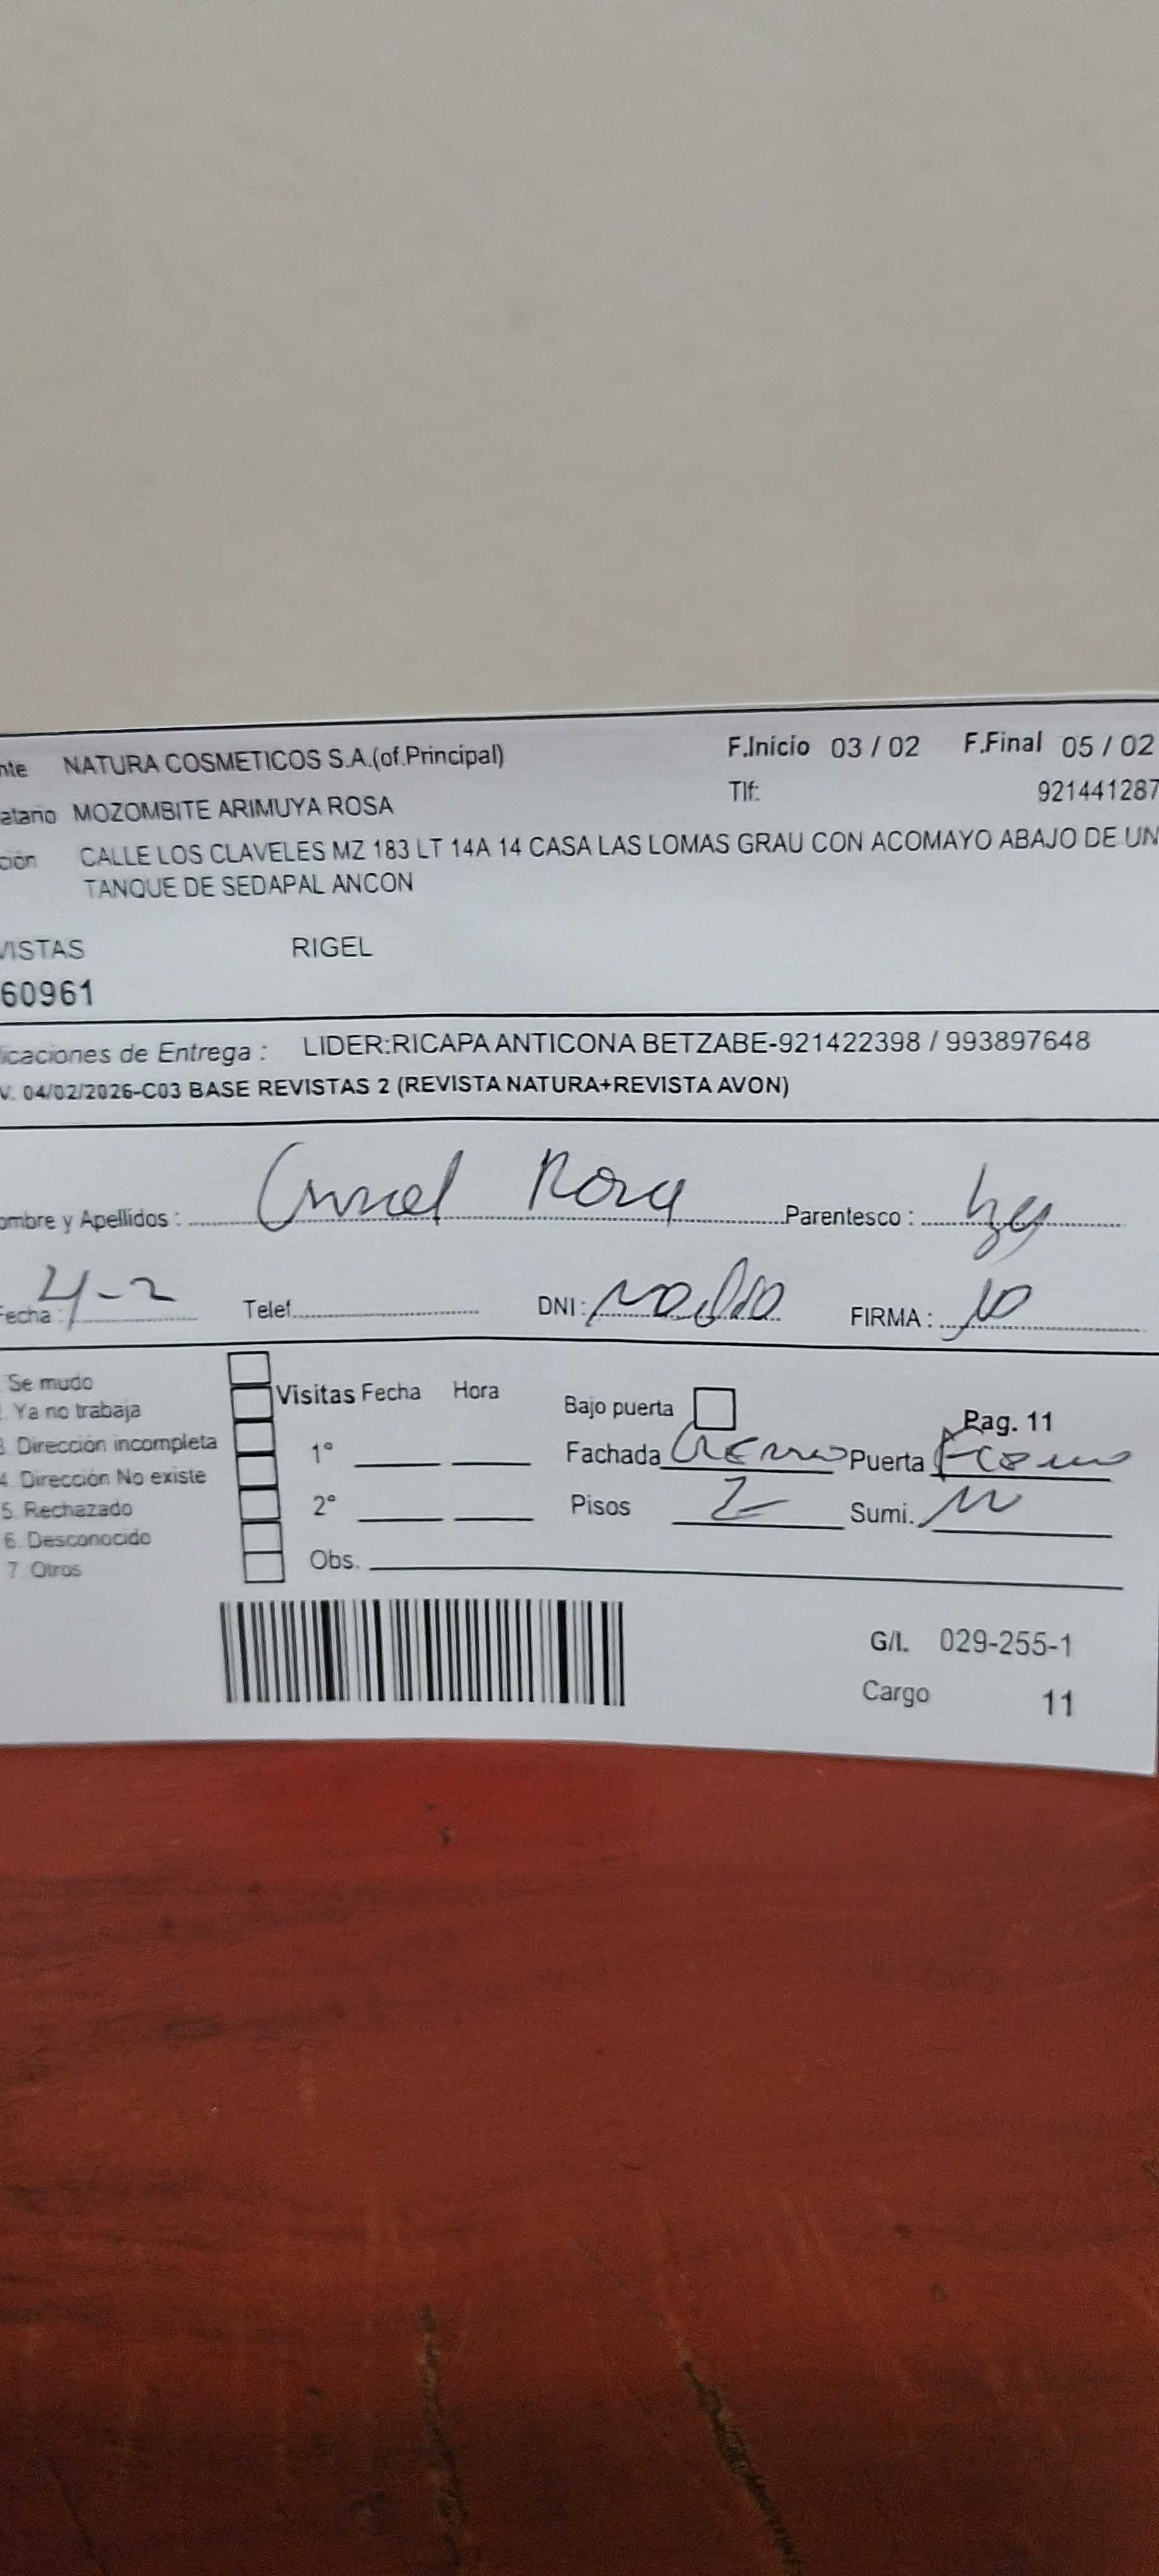 nte NATURA COSMETICOS S.A.(of.Principal) F.Inicio 03 / 02 F.Final 05 / 02
atario MOZOMBITE ARIMUYA ROSA Tlf: 921441287
ción CALLE LOS CLAVELES MZ 183 LT 14A 14 CASA LAS LOMAS GRAU CON ACOMAYO ABAJO DE UN
TANQUE DE SEDAPAL ANCON
VISTAS RIGEL
60961
icaciones de Entrega : LIDER:RICAPA ANTICONA BETZABE-921422398 / 993897648
V. 04/02/2026-C03 BASE REVISTAS 2 (REVISTA NATURA+REVISTA AVON)
ombre y Apellidos : Rosa Parentesco :
Fecha : 4-2 Telef. DNI : FIRMA :
Se mudo
. Ya no trabaja
3. Dirección incompleta
4. Dirección No existe
5. Rechazado
6. Desconocido
7. Otros
Visitas Fecha Hora
1°
2°
Obs.
Bajo puerta Pag. 11
Fachada Puerta
Pisos 2 Sumi.
G/I. 029-255-1
Cargo 11